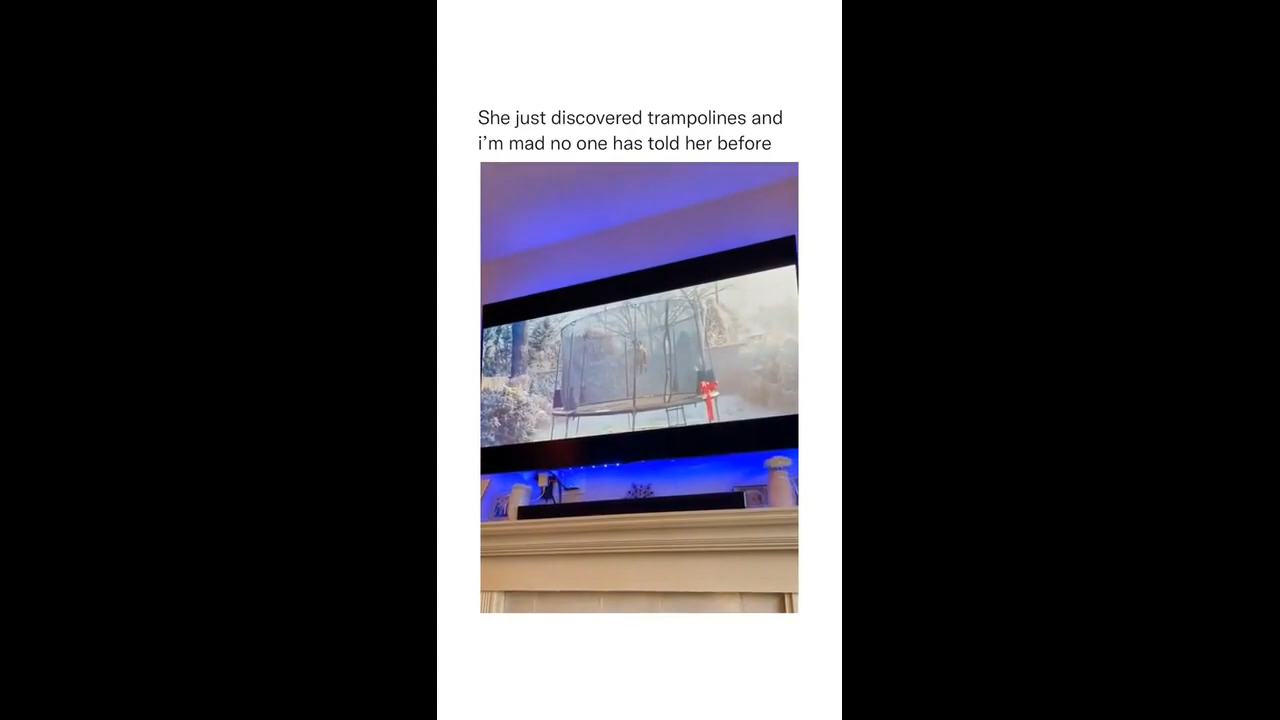 She just discovered trampolines and
i’m mad no one has told her before